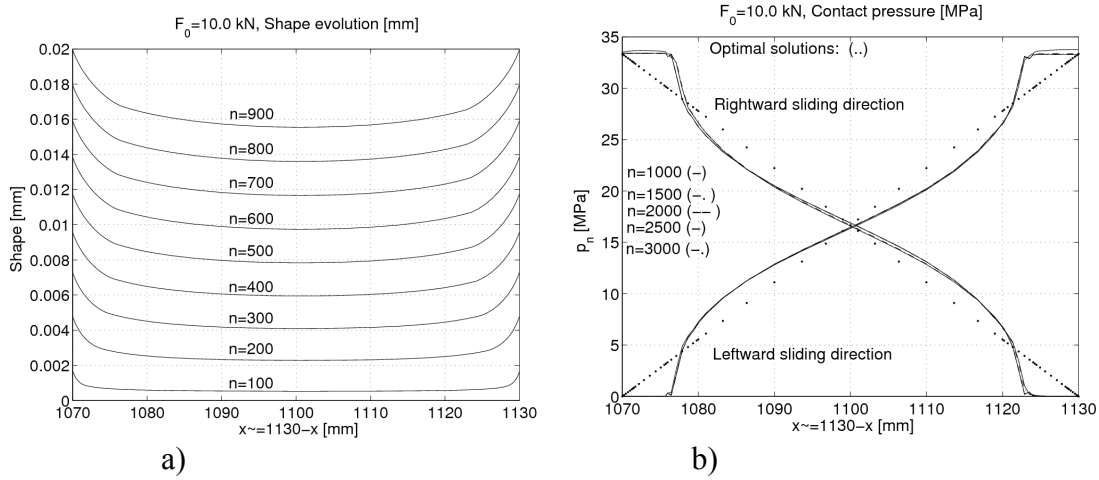 F0=10.0 kN, Shape evolution [mm]
0.02
0.018
0.016
0.014
0.012
0.01
0.008
0.006
0.004
0.002
0
Shape [mm]
n=900
n=800
n=700
n=600
n=500
n=400
n=300
n=200
n=100
1070 1080 1090 1100 1110 1120 1130
x~=1130−x [mm]
a)
F0=10.0 kN, Contact pressure [MPa]
35
30
25
20
15
10
5
0
pn [MPa]
Optimal solutions: (..)
Rightward sliding direction
n=1000 (−)
n=1500 (−. )
n=2000 (−− )
n=2500 (−)
n=3000 (−.)
Leftward sliding direction
1070 1080 1090 1100 1110 1120 1130
x~=1130−x [mm]
b)